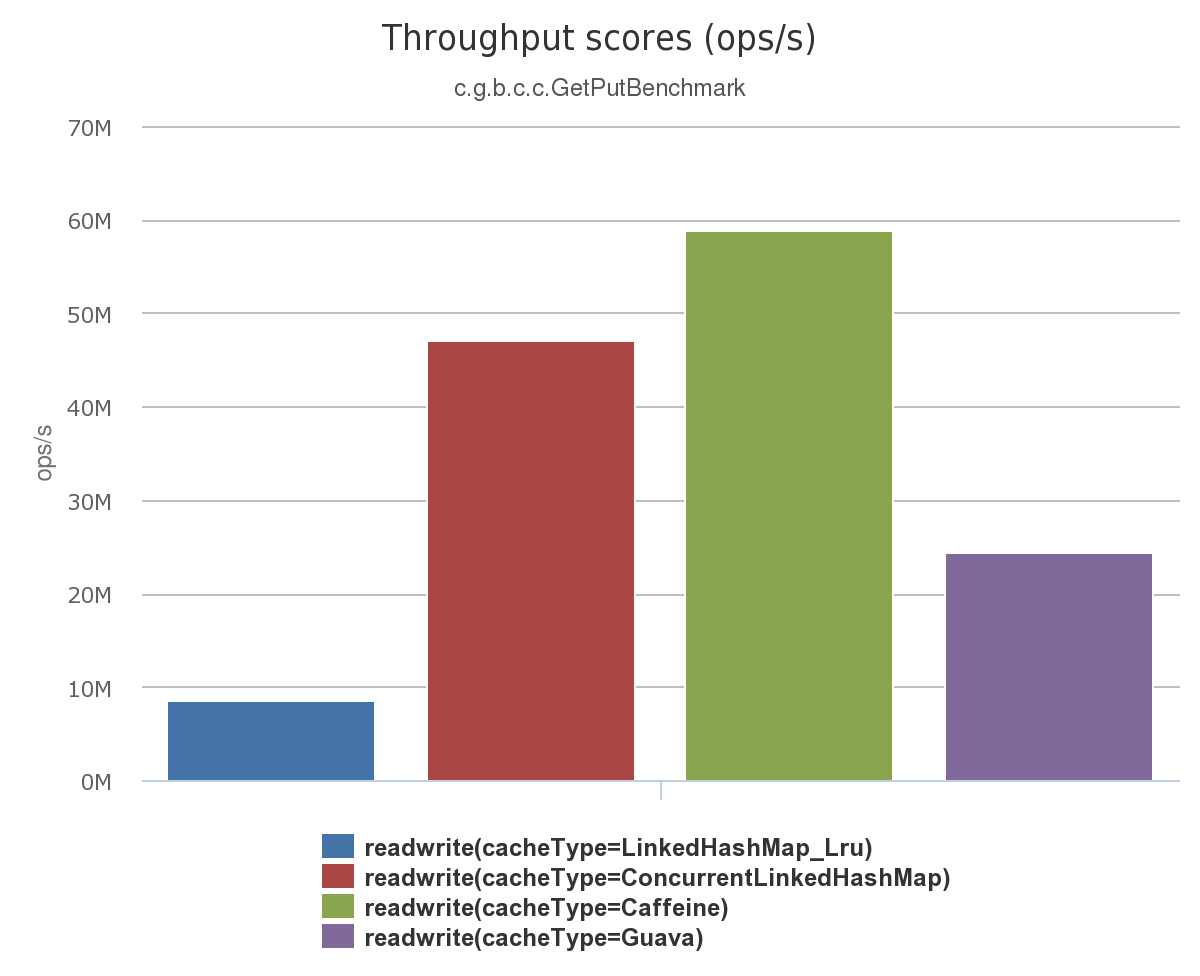 Throughput scores (ops/s)
c.g.b.c.c.GetPutBenchmark
70M
60M
50M
40M
30M
20M
10M
0M
ops/s
readwrite(cacheType=LinkedHashMap_Lru)
readwrite(cacheType=ConcurrentLinkedHashMap)
readwrite(cacheType=Caffeine)
readwrite(cacheType=Guava)